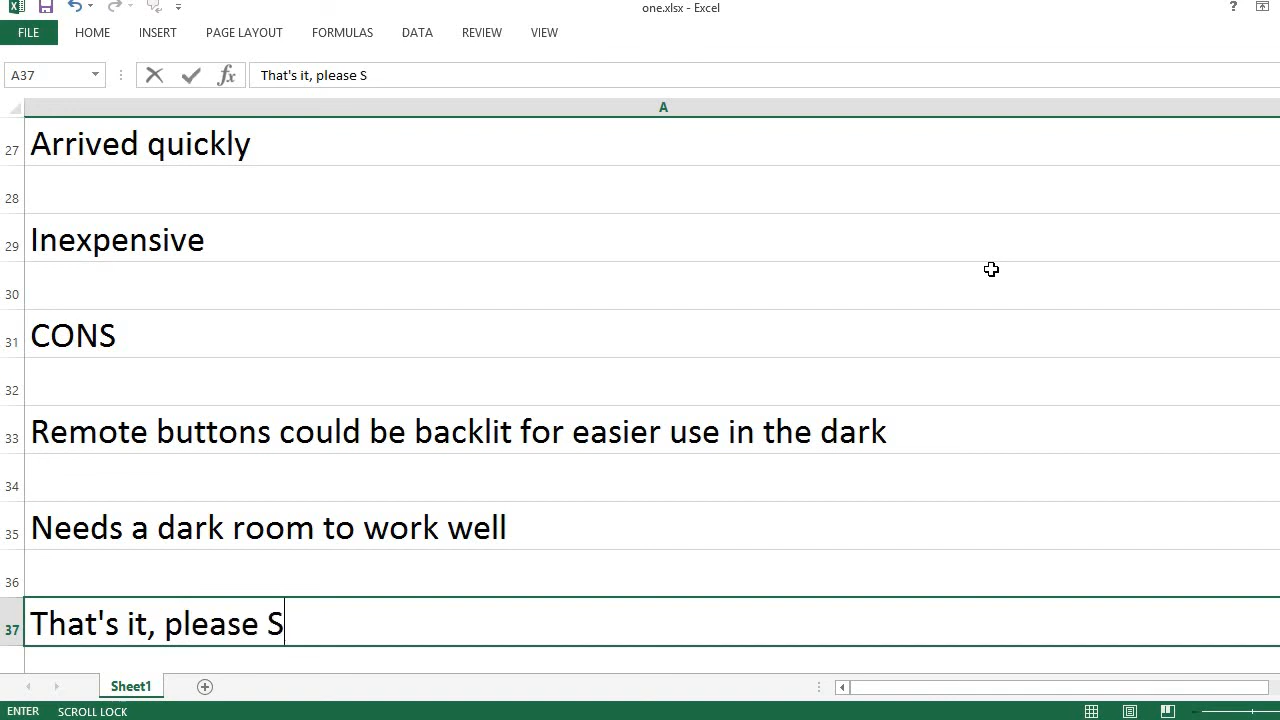 one.xlsx - Excel
?
FILE HOME INSERT PAGE LAYOUT FORMULAS DATA REVIEW VIEW
A37 fx That's it, please S
A
27 Arrived quickly
28
29 Inexpensive
30
31 CONS
32
33 Remote buttons could be backlit for easier use in the dark
34
35 Needs a dark room to work well
36
37 That's it, please S
Sheet1
ENTER SCROLL LOCK